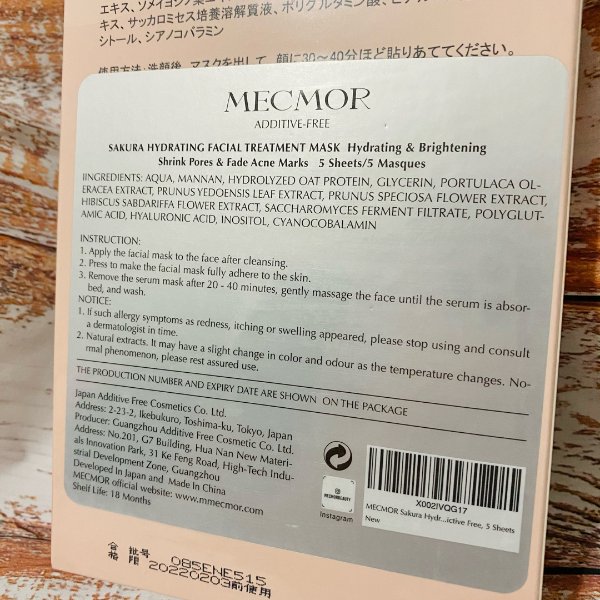 エキス、ソメイヨシノ葉エキ
キス、サッカロミセス培養溶解質液、ポリグルタミン酸、ヒアルロ
シトール、シアノコバラミン
使用方法：洗顔後、マスクを出して、顔に30〜40分ほど貼りあててください。
MECMOR
ADDITIVE-FREE
SAKURA HYDRATING FACIAL TREATMENT MASK Hydrating & Brightening
Shrink Pores & Fade Acne Marks 5 Sheets/5 Masques
IINGREDIENTS: AQUA, MANNAN, HYDROLYZED OAT PROTEIN, GLYCERIN, PORTULACA OL-
ERACEA EXTRACT, PRUNUS YEDOENSIS LEAF EXTRACT, PRUNUS SPECIOSA FLOWER EXTRACT,
HIBISCUS SABDARIFFA FLOWER EXTRACT, SACCHAROMYCES FERMENT FILTRATE, POLYGLUT-
AMIC ACID, HYALURONIC ACID, INOSITOL, CYANOCOBALAMIN
INSTRUCTION:
1. Apply the facial mask to the face after cleansing.
2. Press to make the facial mask fully adhere to the skin.
3. Remove the serum mask after 20 - 40 minutes, gently massage the face until the serum is absor-
bed, and wash.
NOTICE:
1. If such allergy symptoms as redness, itching or swelling appeared, please stop using and consult
a dermatologist in time.
2. Natural extracts. It may have a slight change in color and odour as the temperature changes. No-
rmal phenomenon, please rest assured use.
THE PRODUCTION NUMBER AND EXPIRY DATE ARE SHOWN ON THE PACKAGE
Japan Additive Free Cosmetics Co. Ltd.
Address: 2-23-2, Ikebukuro, Toshima-ku, Tokyo, Japan
Producer: Guangzhou Additive Free Cosmetic Co. Ltd.
Address: No.201, G7 Building, Hua Nan New Materi-
als Innovation Park, 31 Ke Feng Road, High-Tech Indu-
strial Development Zone, Guangzhou
Developed In Japan and Made In China
MECMOR official website: www.mmecmor.com
Shelf Life: 18 Months
MECMORBEAUTY
Instagram
X002IVQG17
MECMOR Sakura Hydr...ictive Free, 5 Sheets
New
合格 批号 085ENE515
限 20220203前使用